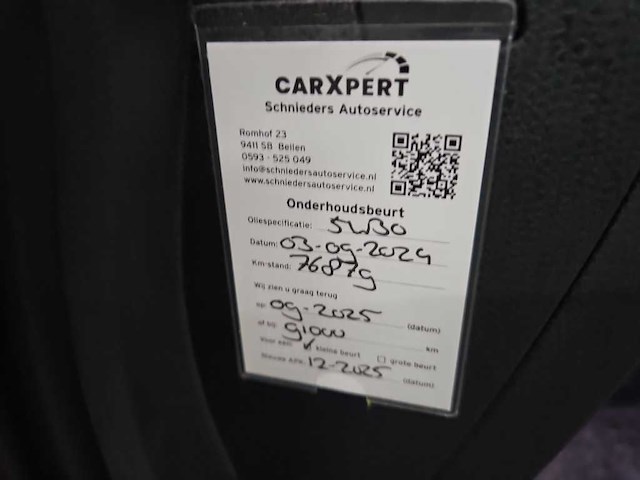 CARXPERT
Schnieders Autoservice
Romhof 23
9411 SB Beilen
0593 - 525 049
info@schniedersautoservice.nl
www.schniedersautoservice.nl
Onderhoudsbeurt
Oliespecificatie: 5W30
Datum: 03-09-2024
Km-stand: 76879
Wij zien u graag terug
op: 09-2025 (datum)
of bij: 91000 km
Voor een: kleine beurt grote beurt
Nieuwe APK: 12-2025 (datum)